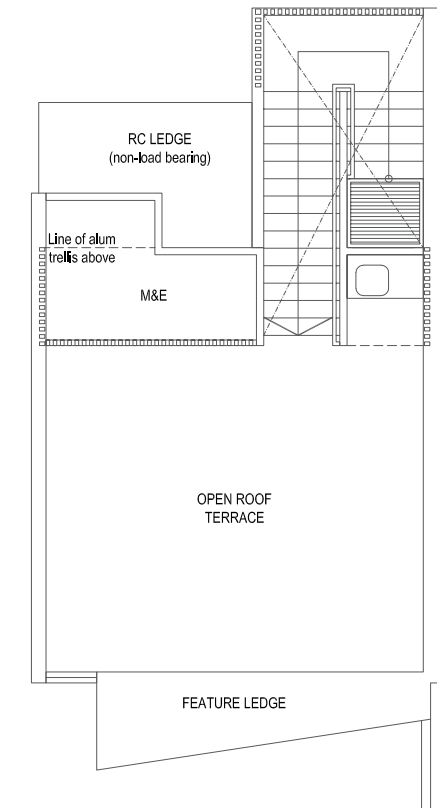 RC LEDGE
(non-load bearing)
Line of alum
trellis above
M&E
OPEN ROOF
TERRACE
FEATURE LEDGE